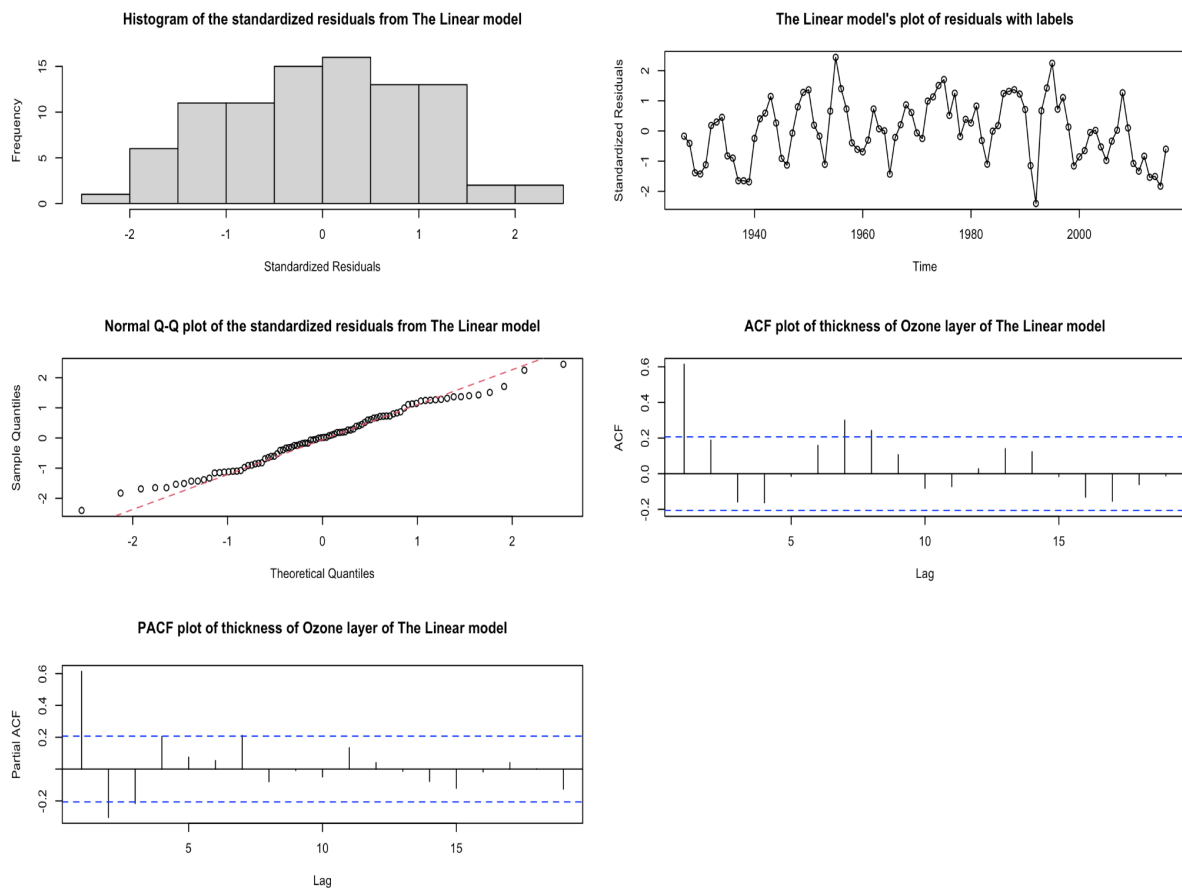 Histogram of the standardized residuals from The Linear model
Frequency
15
10
5
0
-2
-1
0
1
2
Standardized Residuals
The Linear model's plot of residuals with labels
Standardized Residuals
2
1
0
-1
-2
1940
1960
1980
2000
Time
Normal Q-Q plot of the standardized residuals from The Linear model
Sample Quantiles
2
1
0
-1
-2
-2
-1
0
1
2
Theoretical Quantiles
ACF plot of thickness of Ozone layer of The Linear model
ACF
0.6
0.4
0.2
0.0
-0.2
5
10
15
Lag
PACF plot of thickness of Ozone layer of The Linear model
Partial ACF
0.6
0.4
0.2
-0.2
5
10
15
Lag